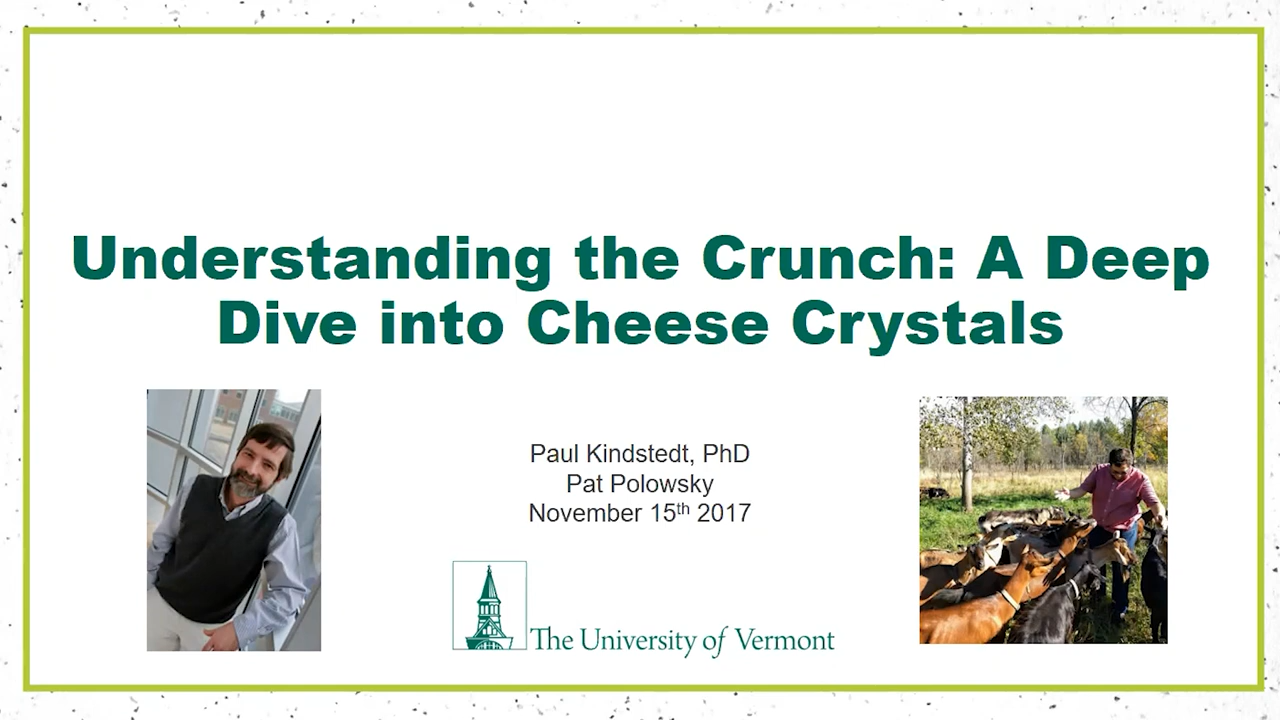 Understanding the Crunch: A Deep
Dive into Cheese Crystals
Paul Kindstedt, PhD
Pat Polowsky
November 15th 2017
The University of Vermont